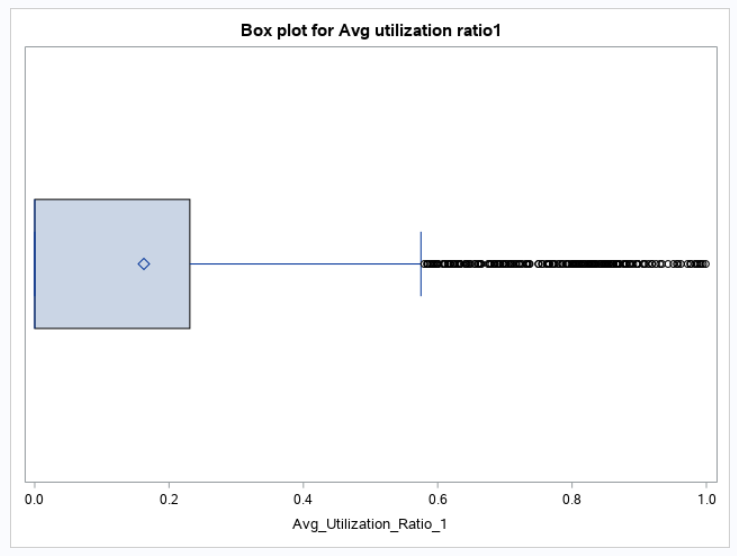 Box plot for Avg utilization ratio1
0.0 0.2 0.4 0.6 0.8 1.0
Avg_Utilization_Ratio_1